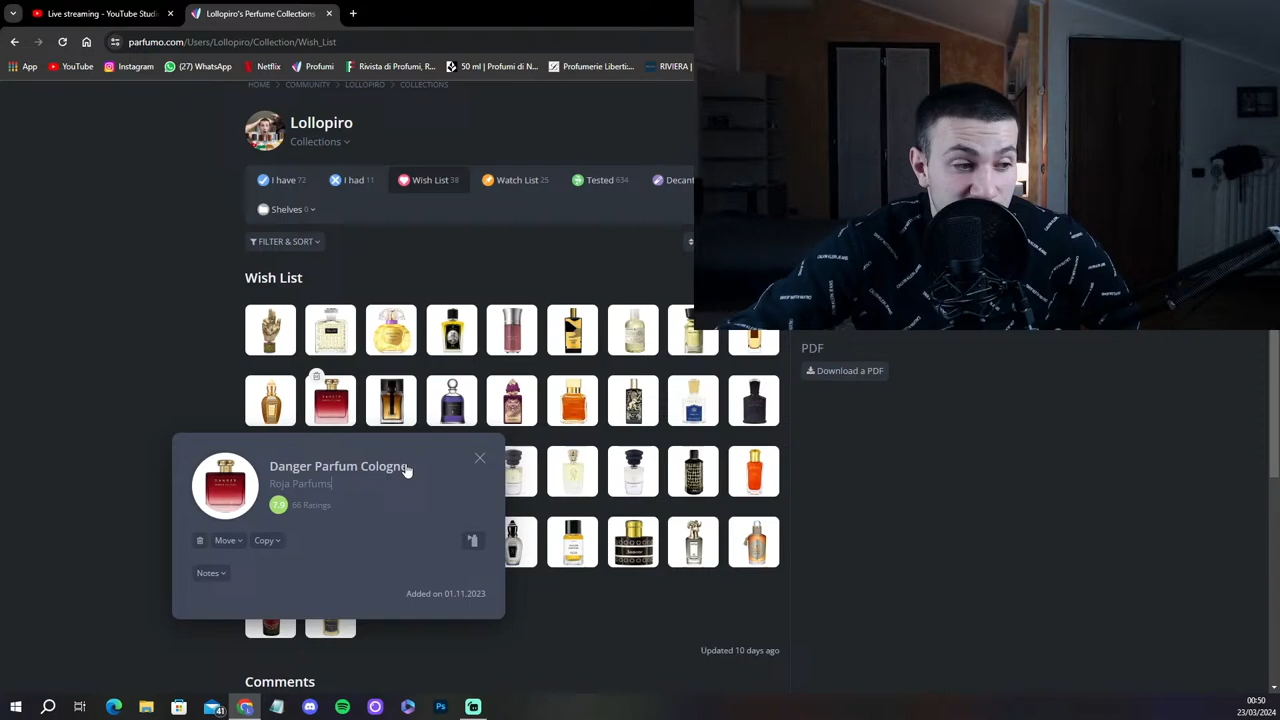 Live streaming - YouTube Studi
Lollopiro's Perfume Collections
parfumo.com/Users/Lollopiro/Collection/Wish_List
App
YouTube
Instagram
(27) WhatsApp
Netflix
Profumi
Rivista di Profumi, R...
50 ml | Profumi di N...
Profumerie Liberti:...
RIVIERA |
HOME
COMMUNITY
LOLLOPIRO
COLLECTIONS
Lollopiro
Collections
I have 72
I had 11
Wish List 38
Watch List 25
Tested 634
Decant
Shelves 0
FILTER & SORT
Wish List
PDF
Download a PDF
Danger Parfum Cologne
Roja Parfums
7.9
66 Ratings
Move
Copy
Notes
Added on 01.11.2023
Updated 10 days ago
Comments
41
00:50
23/03/2024